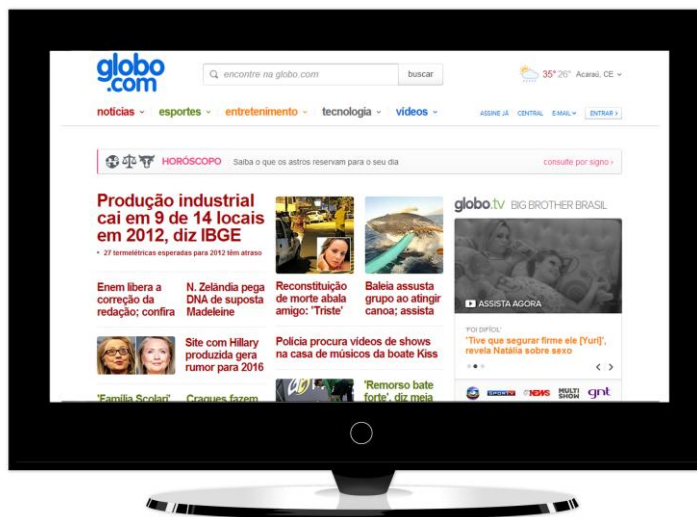 globo
.com
encontre na globo.com
buscar
35° 26° Acaraú, CE
notícias
esportes
entretenimento
tecnologia
vídeos
ASSINE JÁ CENTRAL E-MAIL ENTRAR ›
HORÓSCOPO Saiba o que os astros reservam para o seu dia
consulte por signo ›
Produção industrial
cai em 9 de 14 locais
em 2012, diz IBGE
• 27 termelétricas esperadas para 2012 têm atraso
Enem libera a
correção da
redação; confira
N. Zelândia pega
DNA de suposta
Madeleine
Reconstituição
de morte abala
amigo: 'Triste'
Baleia assusta
grupo ao atingir
canoa; assista
Site com Hillary
produzida gera
rumor para 2016
Polícia procura vídeos de shows
na casa de músicos da boate Kiss
'Família Scolari'
Craques fazem
'Remorso bate
forte', diz meia
globo.tv BIG BROTHER BRASIL
ASSISTA AGORA
'FOI DIFÍCIL'
'Tive que segurar firme ele [Yuri]',
revela Natália sobre sexo
SPORTV
NEWS
MULTI
SHOW
gnt